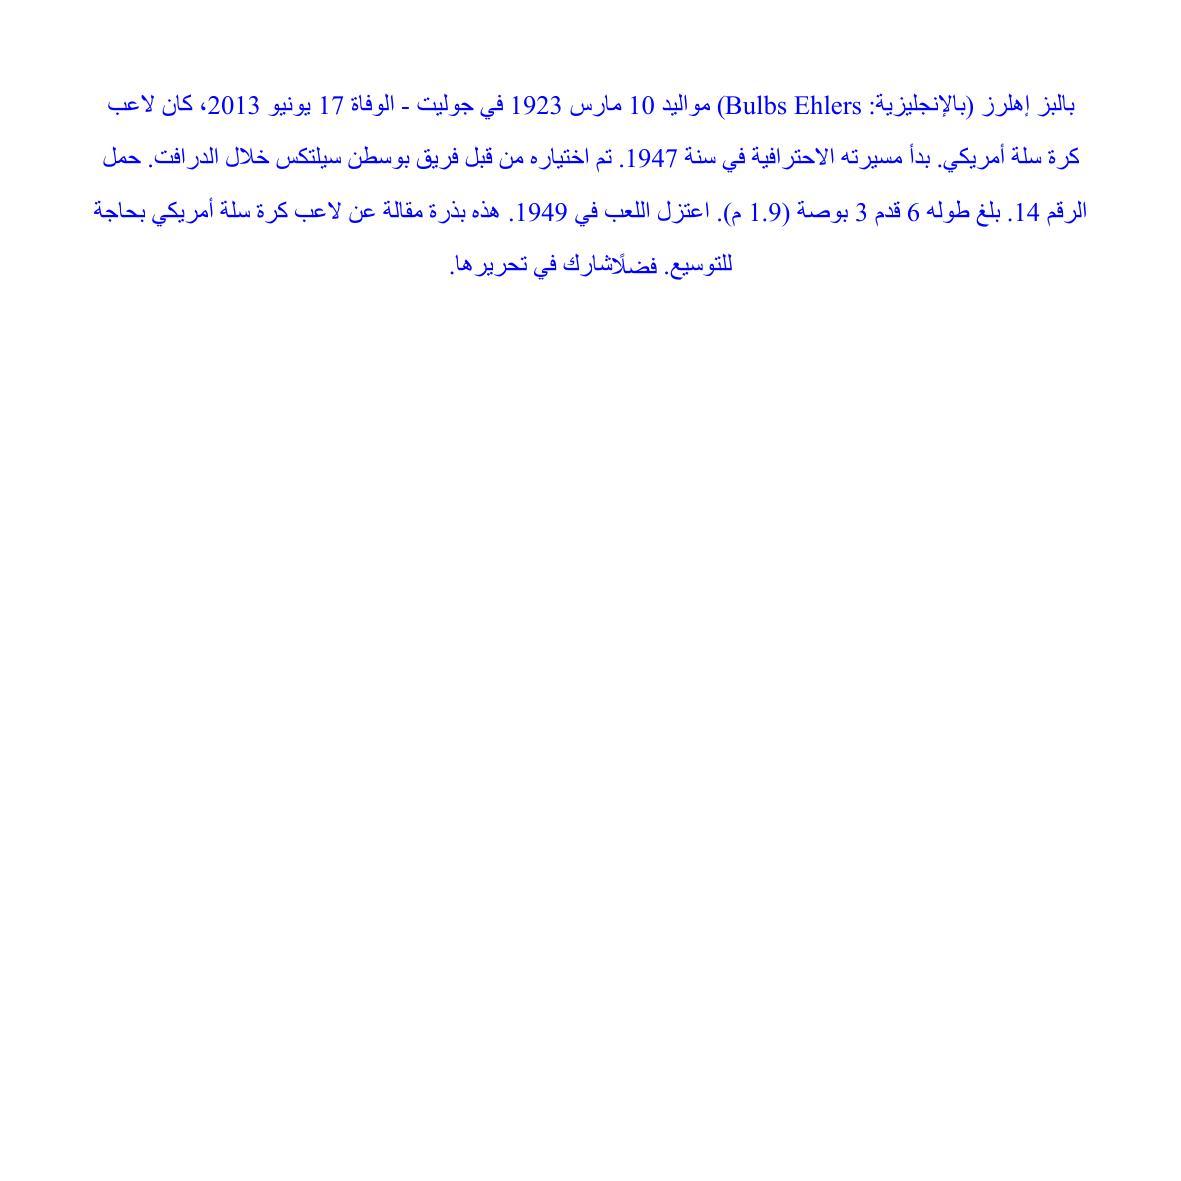 بالبز إهلرز (بالإنجليزية: Bulbs Ehlers) مواليد 10 مارس 1923 في جوليت - الوفاة 17 يونيو 2013، كان لاعب
كرة سلة أمريكي. بدأ مسيرته الاحترافية في سنة 1947. تم اختياره من قبل فريق بوسطن سيلتكس خلال الدرافت. حمل
الرقم 14. بلغ طوله 6 قدم 3 بوصة (1.9 م). اعتزل اللعب في 1949. هذه بذرة مقالة عن لاعب كرة سلة أمريكي بحاجة
للتوسيع. فضلًاشارك في تحريرها.